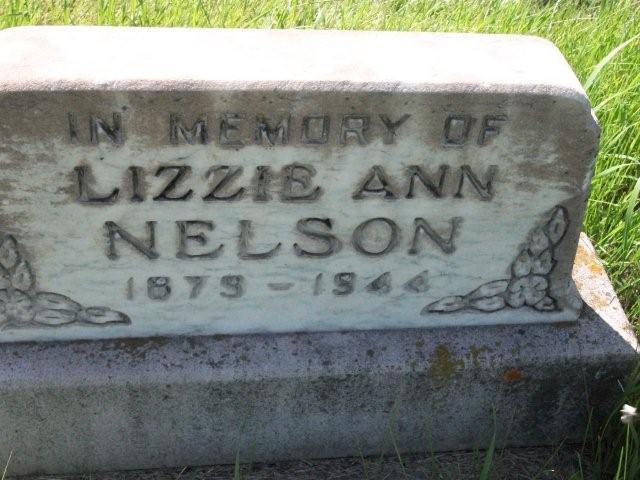 IN MEMORY OF
LIZZIE ANN
NELSON
1879 - 1944